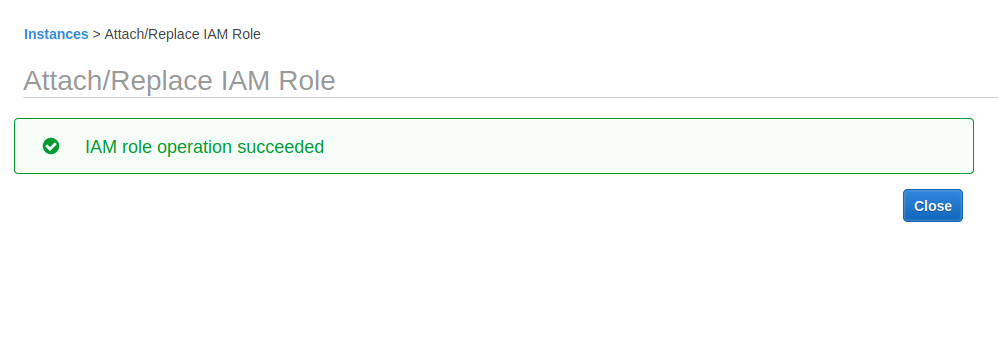 Instances > Attach/Replace IAM Role
Attach/Replace IAM Role
IAM role operation succeeded
Close